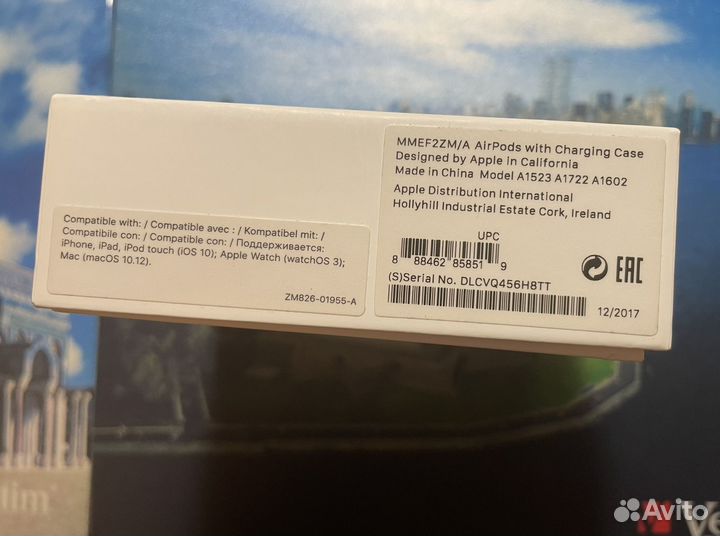 MMEF2ZM/A AirPods with Charging Case
Designed by Apple in California
Made in China Model A1523 A1722 A1602
Apple Distribution International
Hollyhill Industrial Estate Cork, Ireland
UPC
8 88462 85851 9
(S)Serial No. DLCVQ456H8TT
EAC
12/2017
Compatible with: / Compatible avec : / Kompatibel mit: /
Compatibile con: / Compatible con: / Поддерживается:
iPhone, iPad, iPod touch (iOS 10); Apple Watch (watchOS 3);
Mac (macOS 10.12).
ZM826-01955-A
Avito